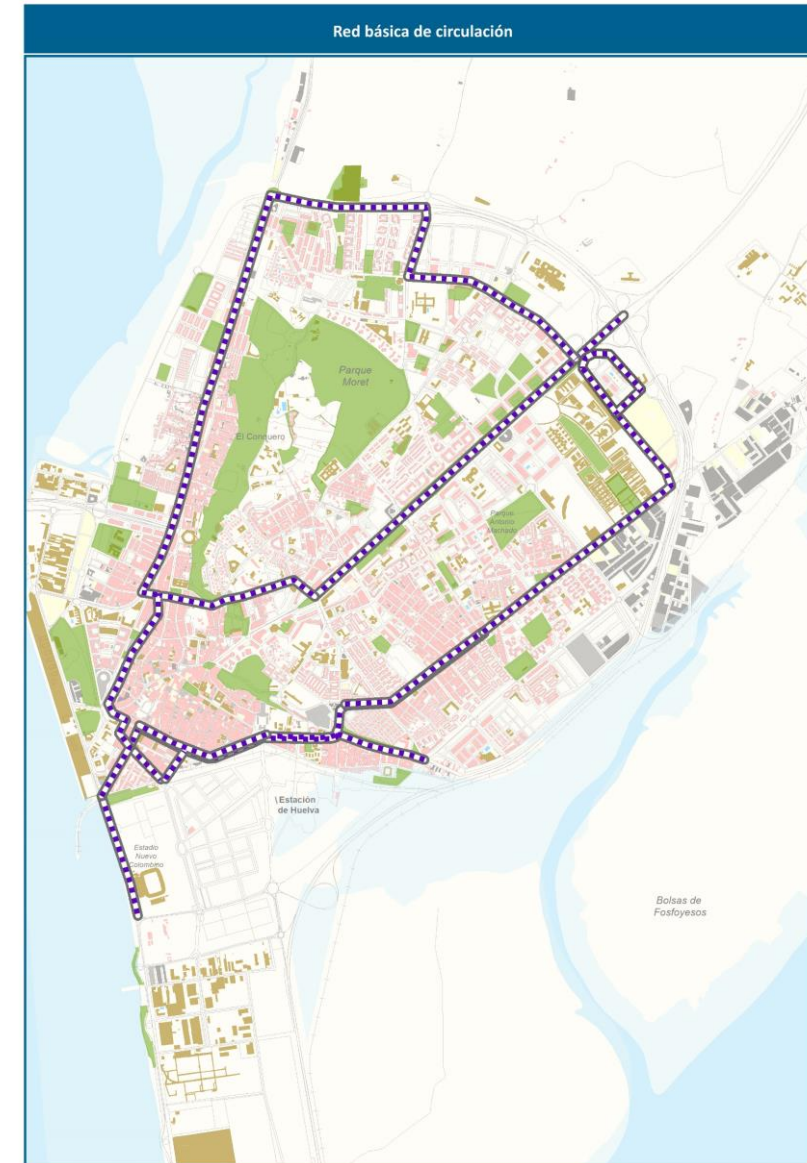 Red básica de circulación
Parque
Moret
El Conquero
Parque
Antonio
Machado
Estación
de Huelva
Estadio
Nuevo
Colombino
Bolsas de
Fosfoyesos